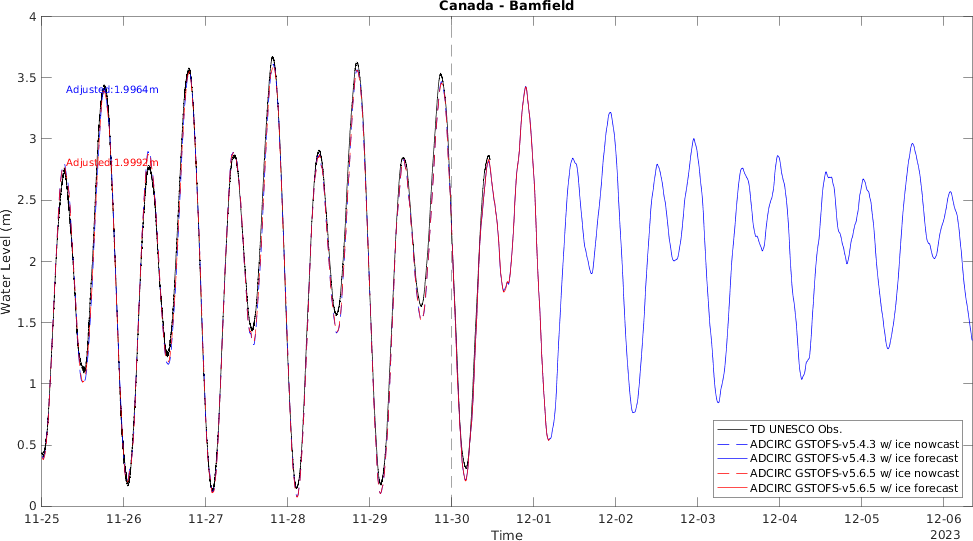 Canada - Bamfield
4
3.5
3
2.5
2
1.5
1
0.5
0
Water Level (m)
Adjusted:1.9964m
Adjusted:1.9992m
TD UNESCO Obs.
ADCIRC GSTOFS-v5.4.3 w/ ice nowcast
ADCIRC GSTOFS-v5.4.3 w/ ice forecast
ADCIRC GSTOFS-v5.6.5 w/ ice nowcast
ADCIRC GSTOFS-v5.6.5 w/ ice forecast
11-25 11-26 11-27 11-28 11-29 11-30 12-01 12-02 12-03 12-04 12-05 12-06
2023
Time